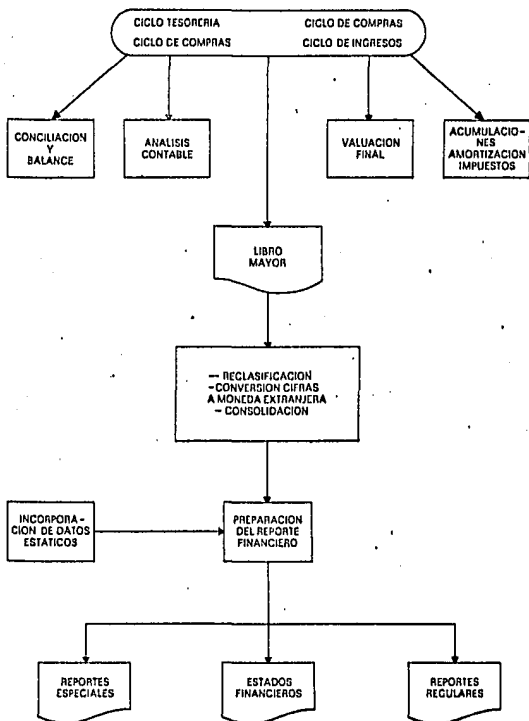 CICLO TESORERIA CICLO DE COMPRAS
CICLO DE COMPRAS CICLO DE INGRESOS
CONCILIACION
Y
BALANCE
ANALISIS
CONTABLE
VALUACION
FINAL
ACUMULACIO-
NES
AMORTIZACION
IMPUESTOS
LIBRO
MAYOR
— RECLASIFICACION
- CONVERSION CIFRAS
A MONEDA EXTRANJERA
- CONSOLIDACION
INCORPORA-
CION DE DATOS
ESTATICOS
PREPARACION
DEL REPORTE
FINANCIERO
REPORTES
ESPECIALES
ESTADOS
FINANCIEROS
REPORTES
REGULARES